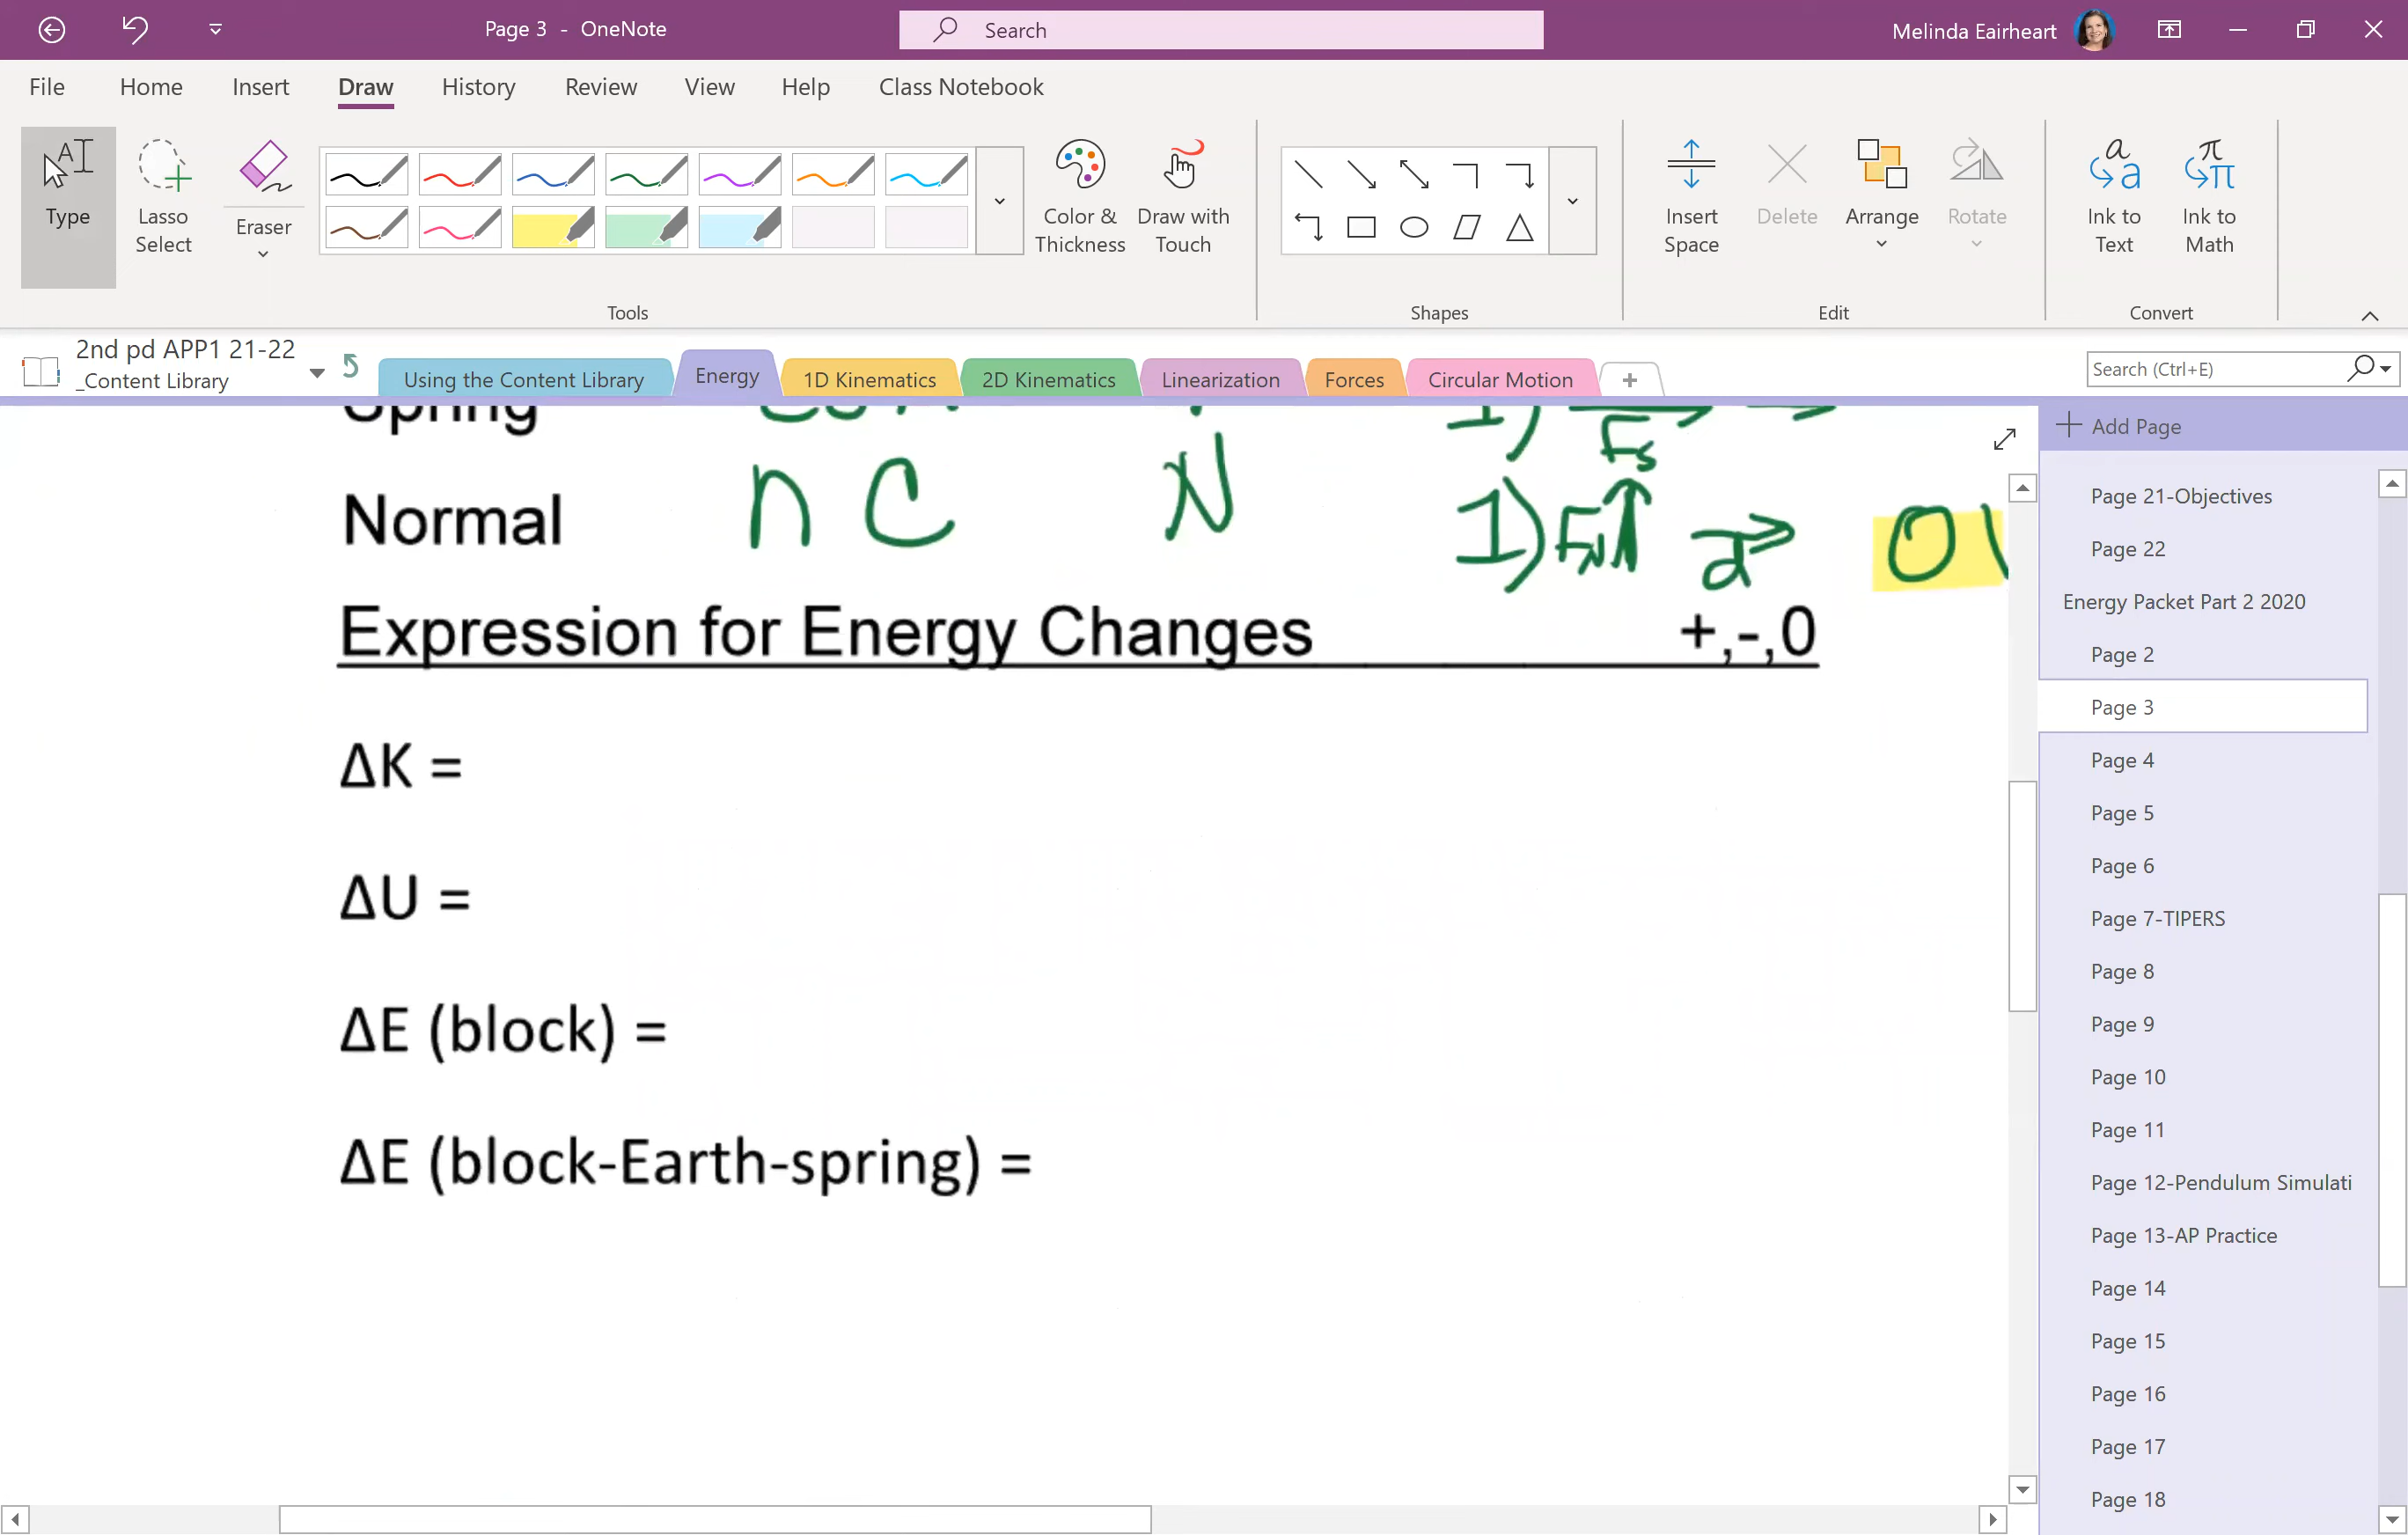 Page 3 - OneNote
Search
Melinda Eairheart
File Home Insert Draw History Review View Help Class Notebook
Type
Lasso Select
Eraser
Color & Thickness
Draw with Touch
Insert Space
Delete
Arrange
Rotate
Ink to Text
Ink to Math
Tools
Shapes
Edit
Convert
2nd pd APP1 21-22
_Content Library
Using the Content Library
Energy
1D Kinematics
2D Kinematics
Linearization
Forces
Circular Motion
Search (Ctrl+E)
Spring 1) Fs
Normal n C N 1) FN d 0
Expression for Energy Changes +,-,0
ΔK =
ΔU =
ΔE (block) =
ΔE (block-Earth-spring) =
Add Page
Page 21-Objectives
Page 22
Energy Packet Part 2 2020
Page 2
Page 3
Page 4
Page 5
Page 6
Page 7-TIPERS
Page 8
Page 9
Page 10
Page 11
Page 12-Pendulum Simulati
Page 13-AP Practice
Page 14
Page 15
Page 16
Page 17
Page 18